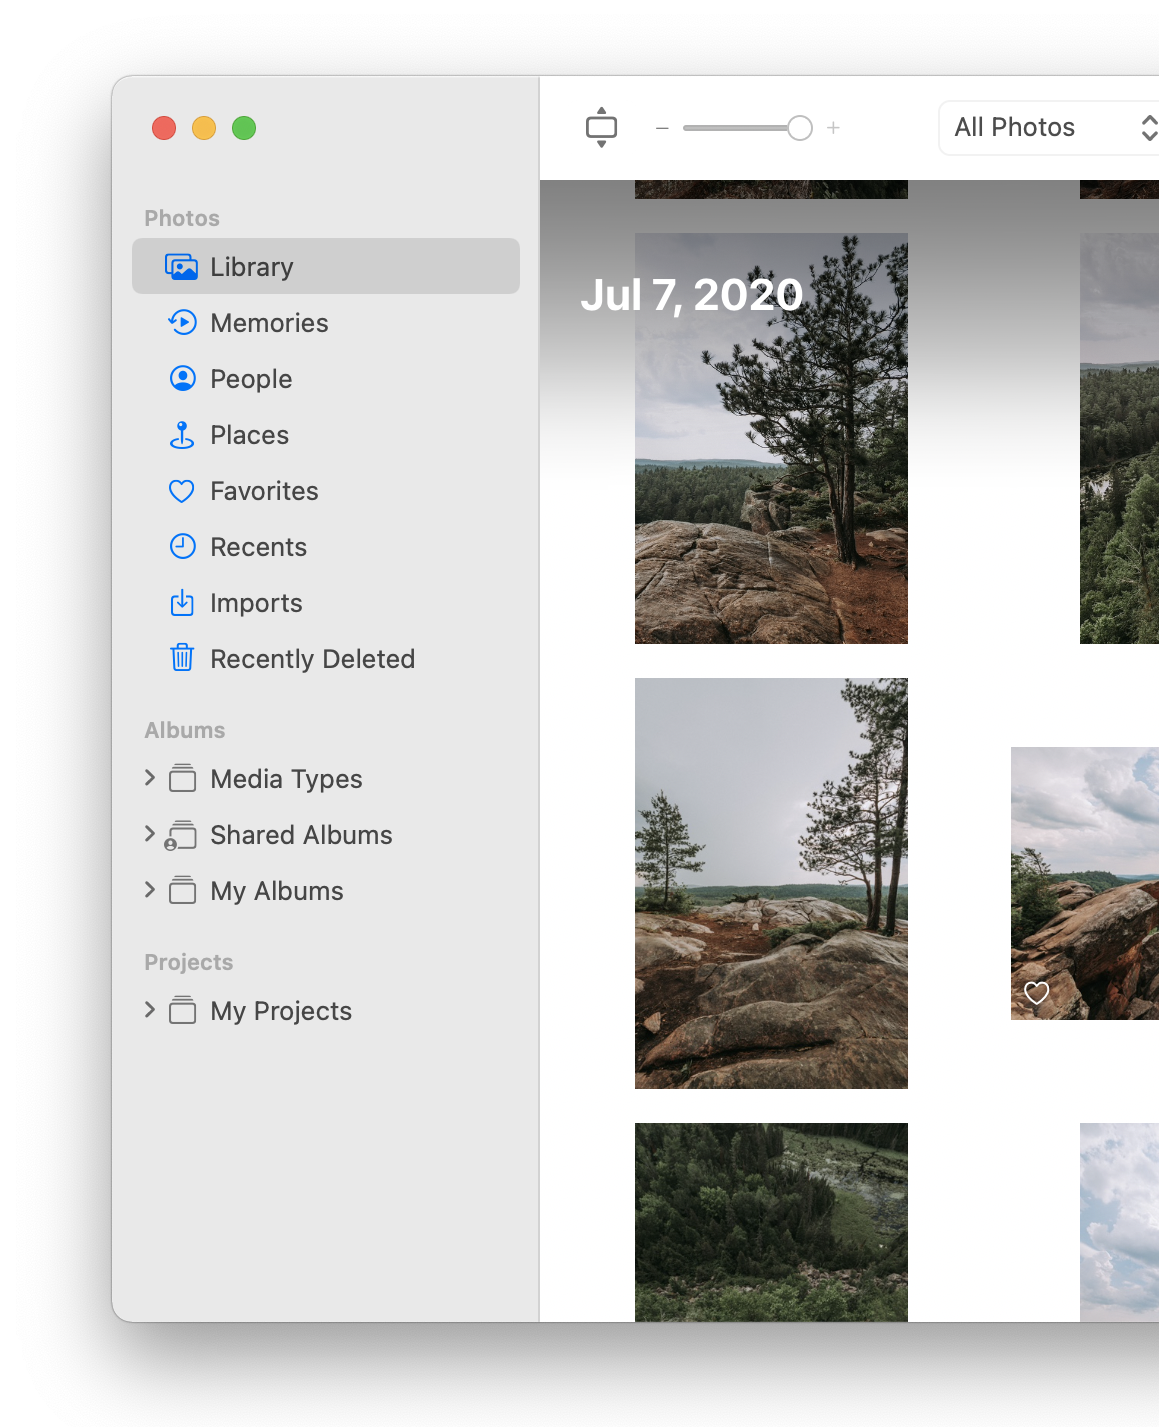 All Photos
Photos
Library
Memories
People
Places
Favorites
Recents
Imports
Recently Deleted
Albums
Media Types
Shared Albums
My Albums
Projects
My Projects
Jul 7, 2020